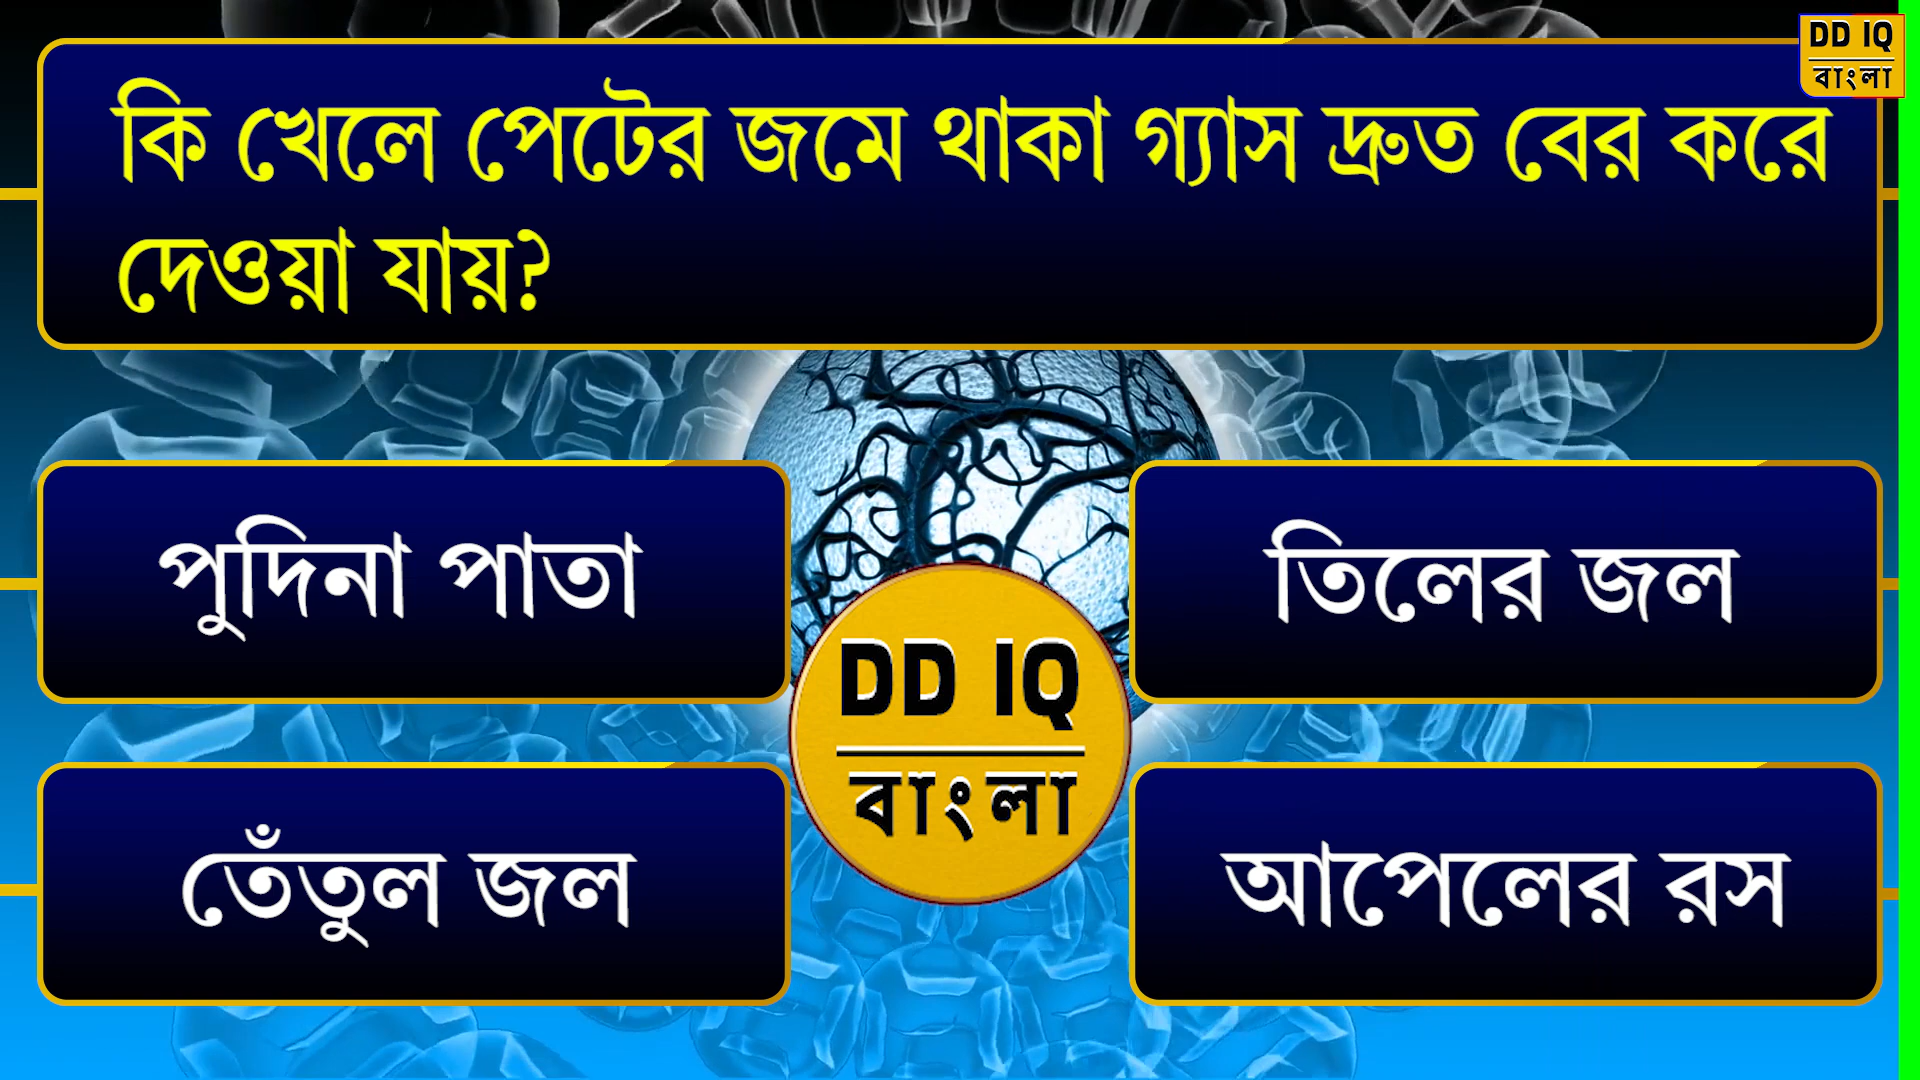 DD IQ
বাংলা
কি খেলে পেটের জমে থাকা গ্যাস দ্রুত বের করে
দেওয়া যায়?
পুদিনা পাতা
তিলের জল
DD IQ
বাংলা
তেঁতুল জল
আপেলের রস